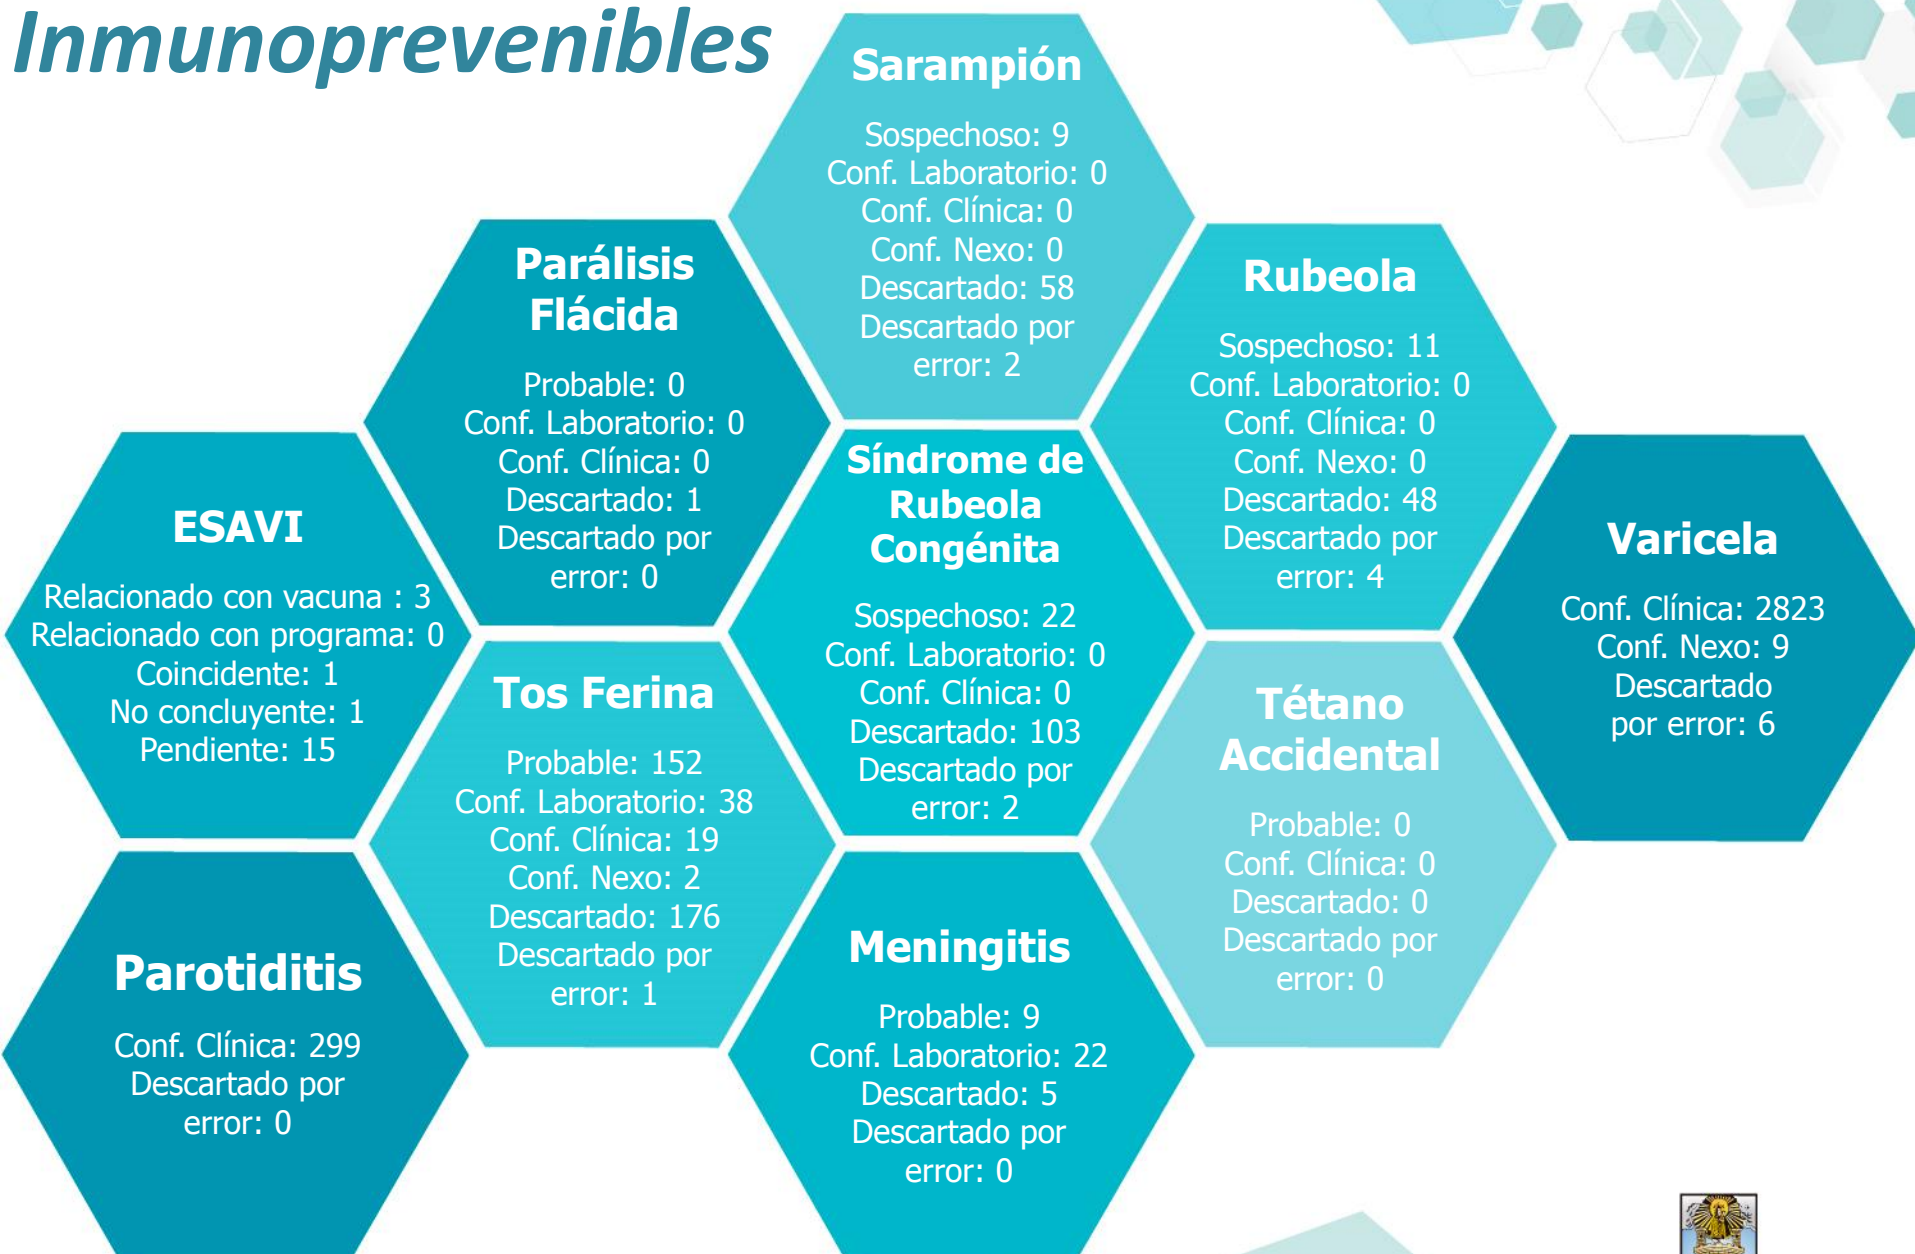 Inmunoprevenibles
Sarampión
Sospechoso: 9
Conf. Laboratorio: 0
Conf. Clínica: 0
Conf. Nexo: 0
Descartado: 58
Descartado por
error: 2
Parálisis
Flácida
Probable: 0
Conf. Laboratorio: 0
Conf. Clínica: 0
Descartado: 1
Descartado por
error: 0
Rubeola
Sospechoso: 11
Conf. Laboratorio: 0
Conf. Clínica: 0
Conf. Nexo: 0
Descartado: 48
Descartado por
error: 4
ESAVI
Relacionado con vacuna : 3
Relacionado con programa: 0
Coincidente: 1
No concluyente: 1
Pendiente: 15
Síndrome de
Rubeola
Congénita
Sospechoso: 22
Conf. Laboratorio: 0
Conf. Clínica: 0
Descartado: 103
Descartado por
error: 2
Varicela
Conf. Clínica: 2823
Conf. Nexo: 9
Descartado
por error: 6
Tos Ferina
Probable: 152
Conf. Laboratorio: 38
Conf. Clínica: 19
Conf. Nexo: 2
Descartado: 176
Descartado por
error: 1
Tétano
Accidental
Probable: 0
Conf. Clínica: 0
Descartado: 0
Descartado por
error: 0
Parotiditis
Conf. Clínica: 299
Descartado por
error: 0
Meningitis
Probable: 9
Conf. Laboratorio: 22
Descartado: 5
Descartado por
error: 0